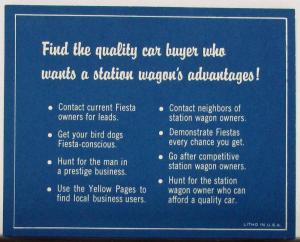 Find the quality car buyer who
wants a station wagon's advantages!
• Contact current Fiesta
owners for leads.
• Get your bird dogs
Fiesta-conscious.
• Hunt for the man in
a prestige business.
• Use the Yellow Pages to
find local business users.
• Contact neighbors of
station wagon owners.
• Demonstrate Fiestas
every chance you get.
• Go after competitive
station wagon owners.
• Hunt for the station
wagon owner who can
afford a quality car.
LITHO IN U.S.A.